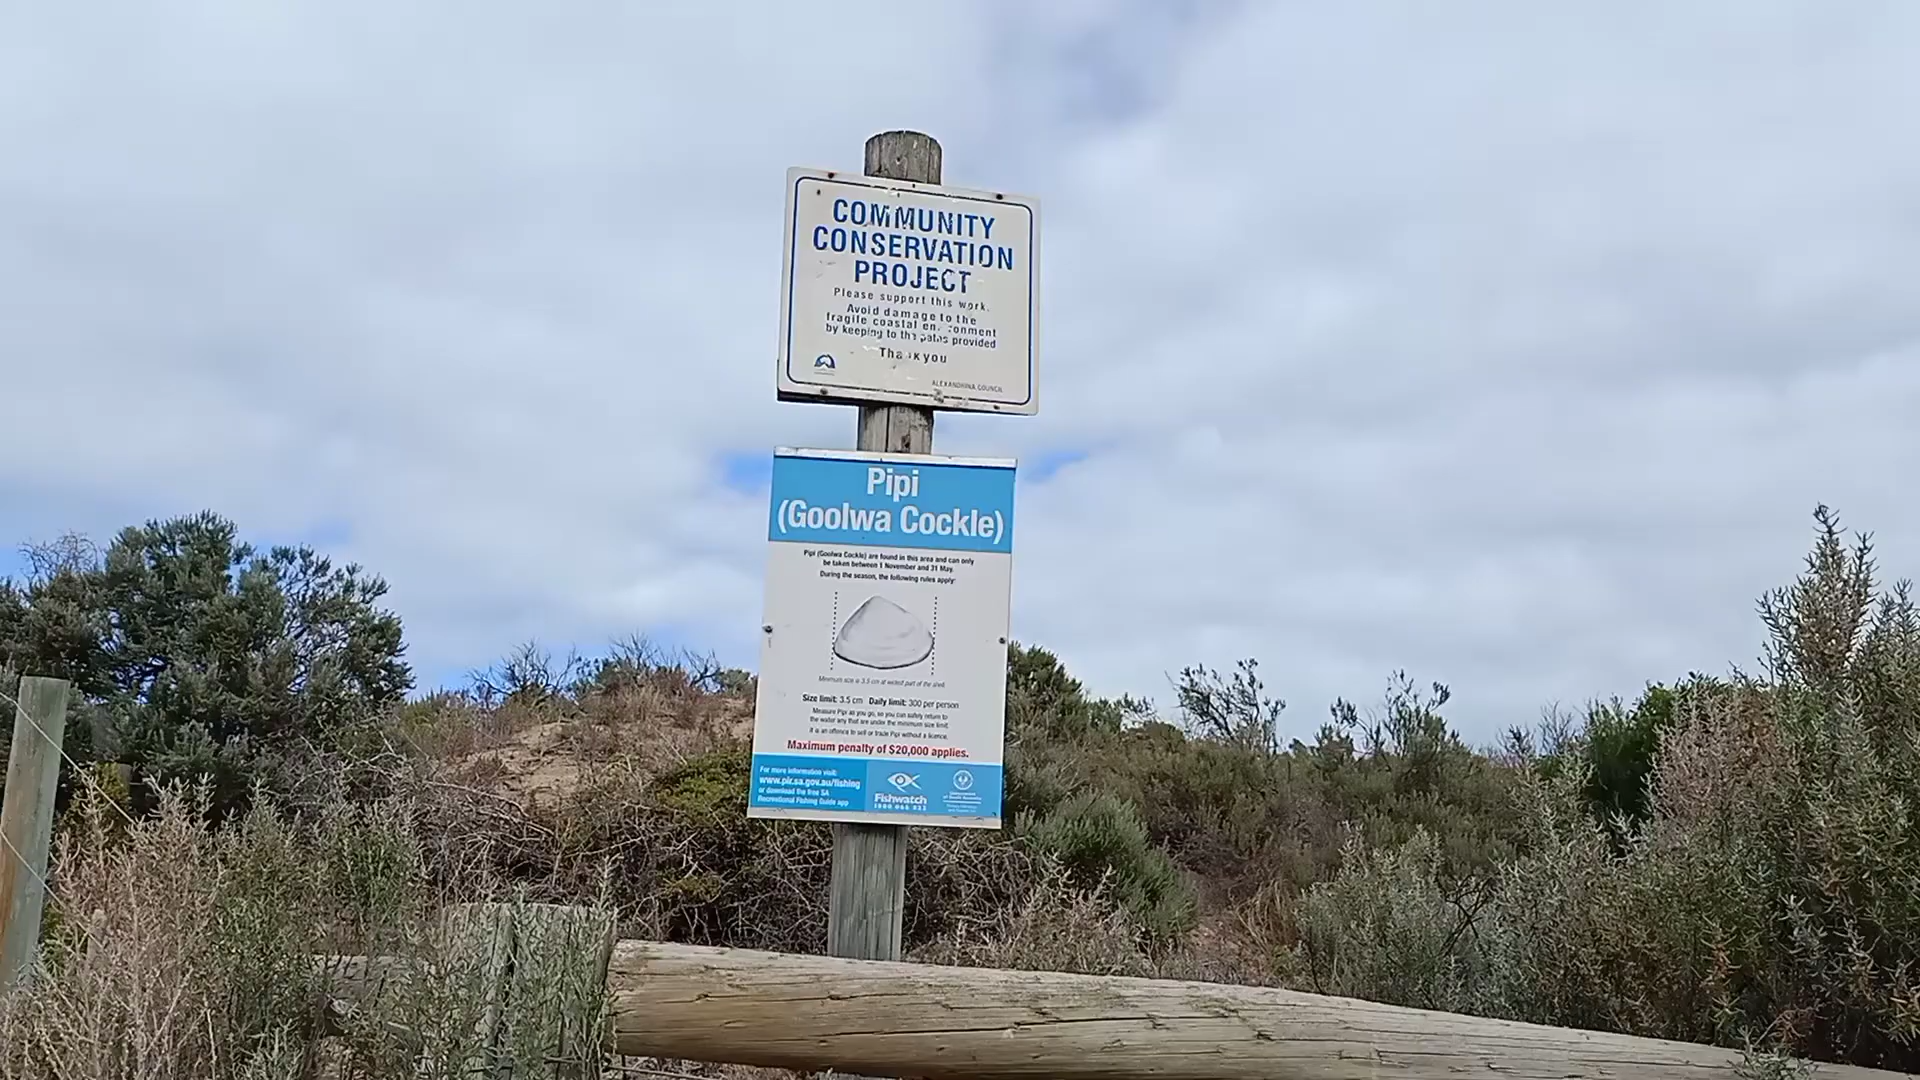 COMMUNITY
CONSERVATION
PROJECT
Please support this work.
Avoid damage to the
fragile coastal en. ronment
by keeping to the paths provided
Tha k you
ALEXANDRINA COUNCIL
Pipi
(Goolwa Cockle)
Pipi (Goolwa Cockle) are found in this area and can only
be taken between 1 November and 31 May.
During the season, the following rules apply:
Minimum size is 3.5 cm at widest part of the shell.
Size limit: 3.5 cm Daily limit: 300 per person
Measure Pipi as you go, so you can safely return to
the water any that are under the minimum size limit.
It is an offence to sell or trade Pipi without a licence.
Maximum penalty of $20,000 applies.
For more information visit:
www.pir.sa.gov.au/fishing
or download the free SA
Recreational Fishing Guide app
Fishwatch
1800 065 522
Government
of South Australia